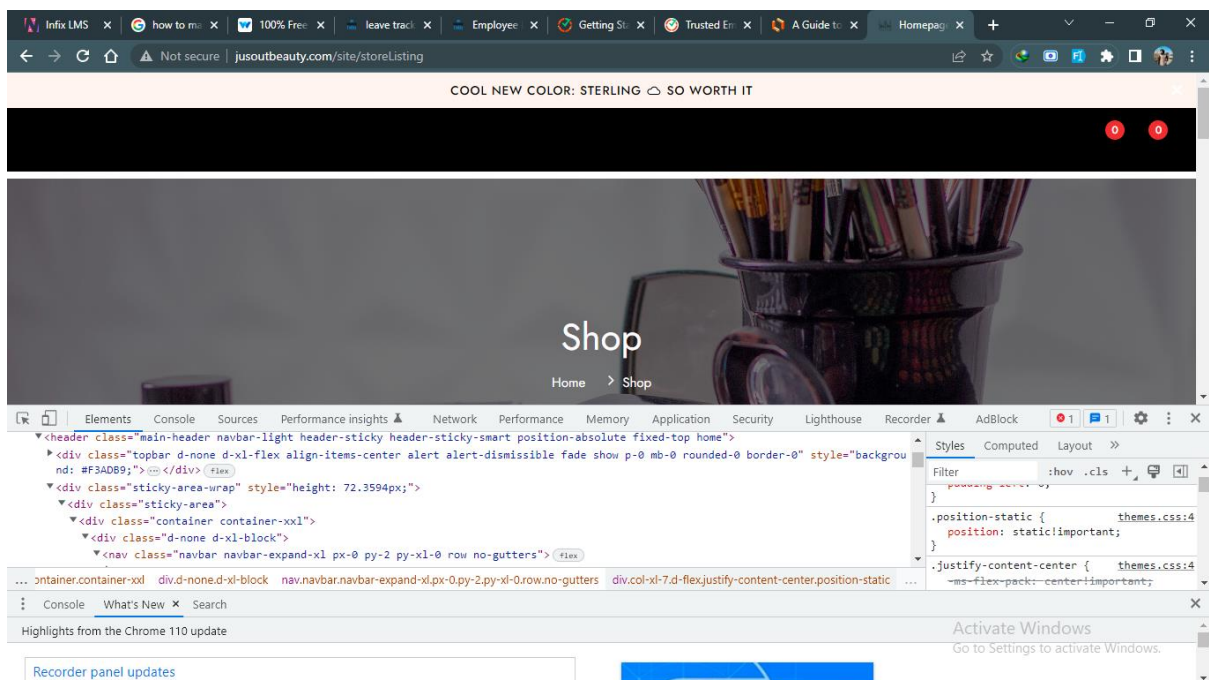 Infix LMS
how to ma
100% Free
leave track
Employee
Getting Sta
Trusted Em
A Guide to
Homepage
Not secure | jusoutbeauty.com/site/storeListing
COOL NEW COLOR: STERLING SO WORTH IT
0 0
Shop
Home > Shop
Elements Console Sources Performance insights Network Performance Memory Application Security Lighthouse Recorder AdBlock 1 1
<header class="main-header navbar-light header-sticky header-sticky-smart position-absolute fixed-top home">
<div class="topbar d-none d-xl-flex align-items-center alert alert-dismissible fade show p-0 mb-0 rounded-0 border-0" style="backgrou
nd: #F3ADB9;">…</div> flex
<div class="sticky-area-wrap" style="height: 72.3594px;">
<div class="sticky-area">
<div class="container container-xxl">
<div class="d-none d-xl-block">
<nav class="navbar navbar-expand-xl px-0 py-2 py-xl-0 row no-gutters"> flex
... ontainer.container-xxl div.d-none.d-xl-block nav.navbar.navbar-expand-xl.px-0.py-2.py-xl-0.row.no-gutters div.col-xl-7.d-flex.justify-content-center.position-static ...
Styles Computed Layout »
Filter :hov .cls +
padding-left: 0;
}
.position-static { themes.css:4
position: static!important;
}
.justify-content-center { themes.css:4
-ms-flex-pack: center!important;
Console What's New × Search
Highlights from the Chrome 110 update
Activate Windows
Go to Settings to activate Windows.
Recorder panel updates